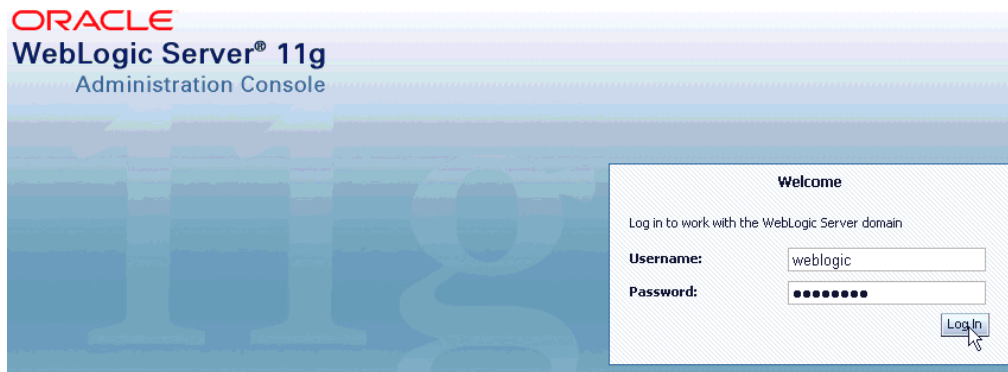 ORACLE
WebLogic Server® 11g
Administration Console
11g
Welcome
Log in to work with the WebLogic Server domain
Username:
weblogic
Password:
●●●●●●●●
Log In